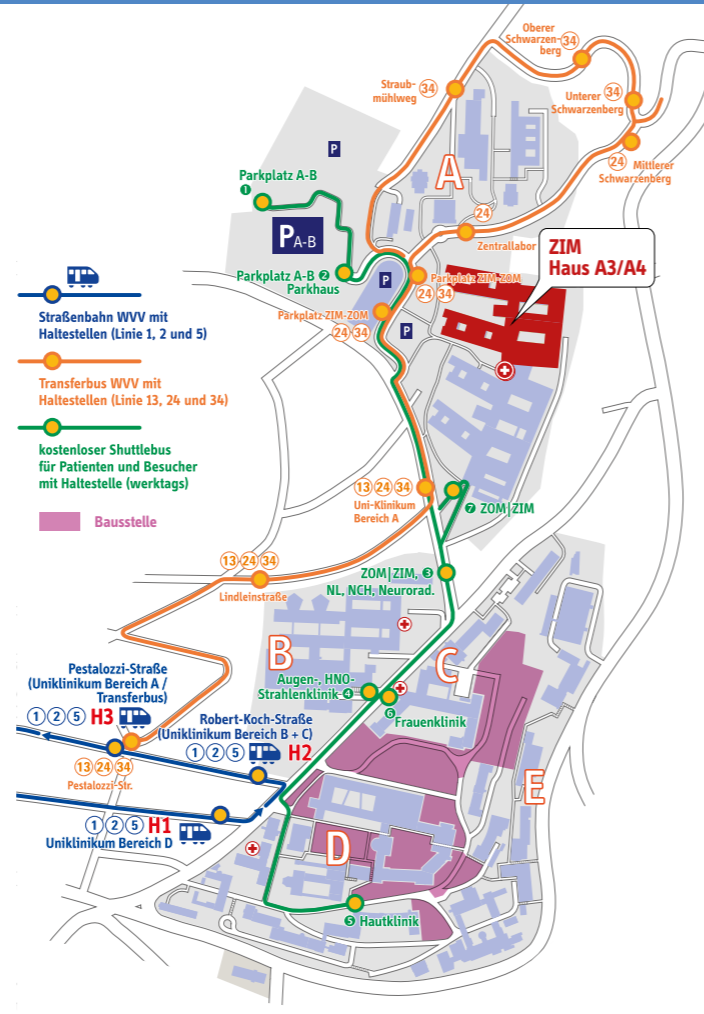 Oberer
Schwarzen-
berg
34
Straub-
mühlweg
34
34
Unterer
Schwarzenberg
24
Mittlerer
Schwarzenberg
P
A
Parkplatz A-B
1
24
Zentrallabor
PA-B
ZIM
Haus A3/A4
Parkplatz A-B 2
Parkhaus
P
Parkplatz ZIM-ZOM
24 34
Parkplatz ZIM-ZOM
24 34
P
Straßenbahn WVV mit
Haltestellen (Linie 1, 2 und 5)
Transferbus WVV mit
Haltestellen (Linie 13, 24 und 34)
kostenloser Shuttlebus
für Patienten und Besucher
mit Haltestelle (werktags)
Bausstelle
13 24 34
Uni-Klinikum
Bereich A
7 ZOM|ZIM
13 24 34
Lindleinstraße
ZOM|ZIM, 3
NL, NCH, Neurorad.
B
C
Augen-, HNO-
Strahlenklinik 4
6
Frauenklinik
Pestalozzi-Straße
(Uniklinikum Bereich A /
Transferbus)
1 2 5 H3
13 24 34
Pestalozzi-Str.
Robert-Koch-Straße
(Uniklinikum Bereich B + C)
1 2 5 H2
E
1 2 5 H1
Uniklinikum Bereich D
D
5 Hautklinik